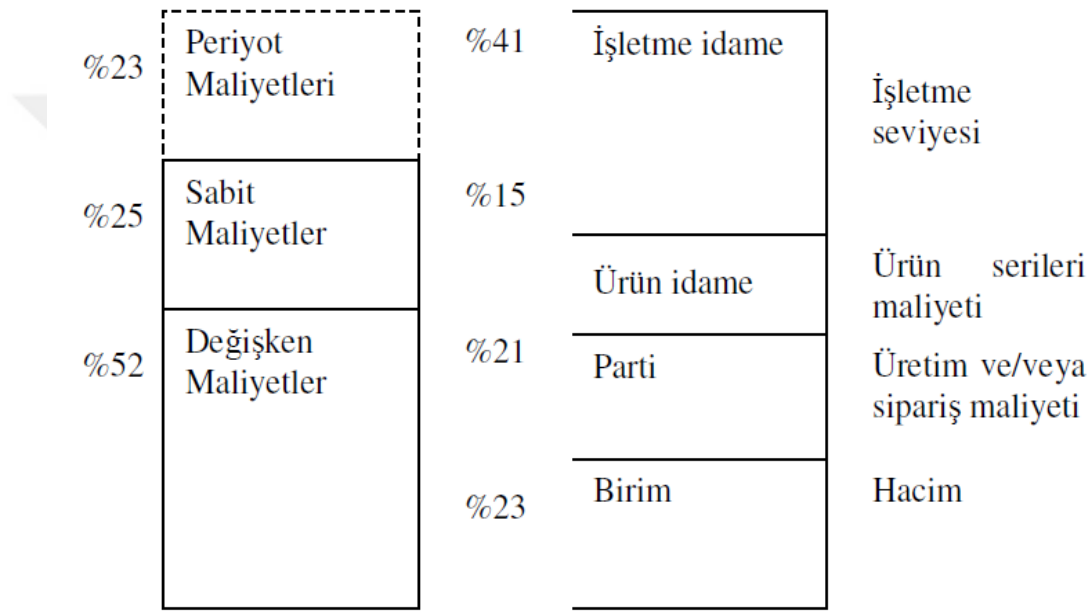 %23
Periyot
Maliyetleri
%25
Sabit
Maliyetler
%52
Değişken
Maliyetler
%41
İşletme idame
İşletme
seviyesi
%15
Ürün idame
Ürün serileri
maliyeti
%21
Parti
Üretim ve/veya
sipariş maliyeti
%23
Birim
Hacim